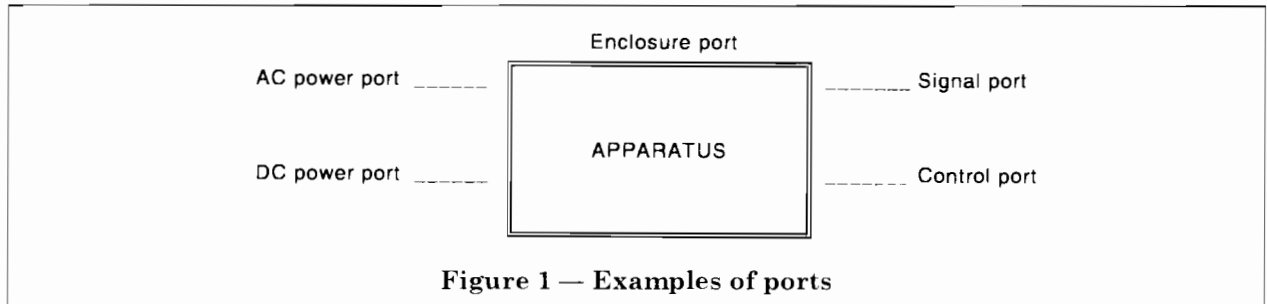 Enclosure port
AC power port
Signal port
APPARATUS
DC power port
Control port
Figure 1 — Examples of ports